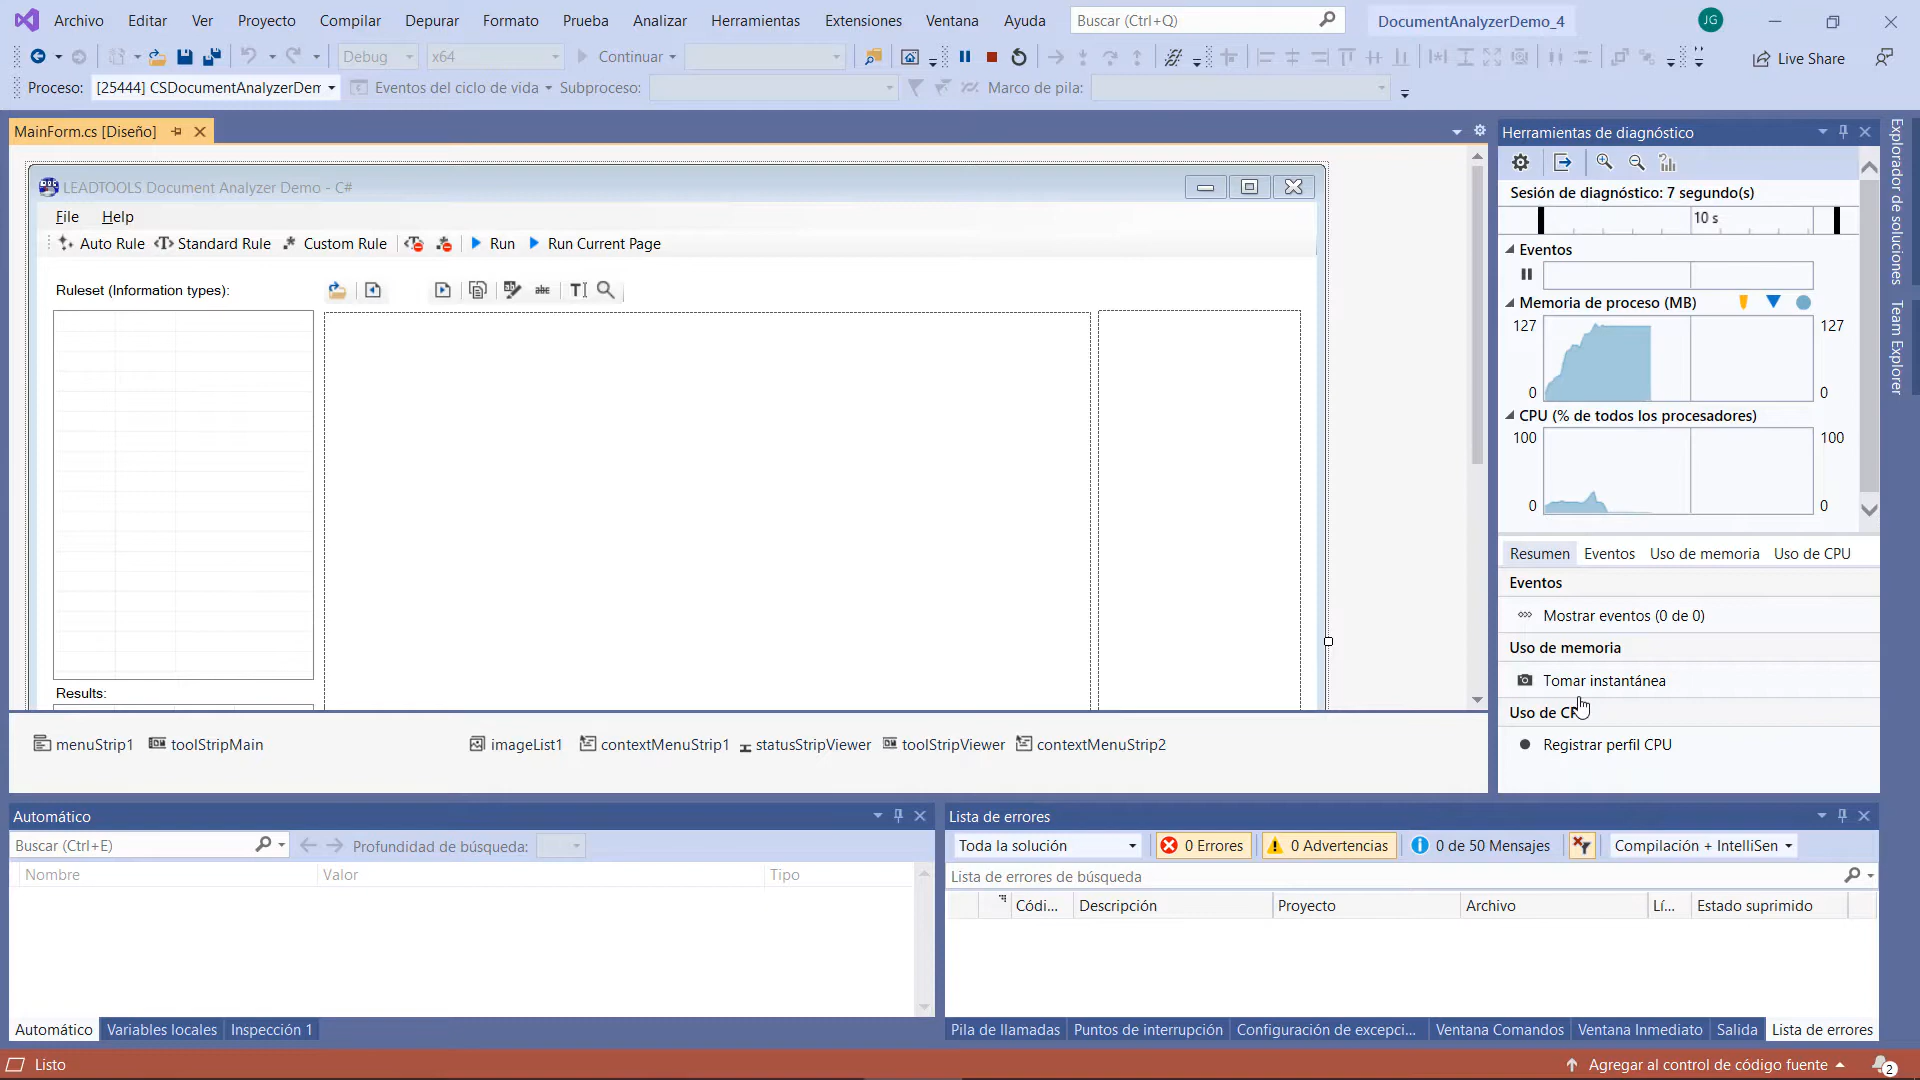 Archivo Editar Ver Proyecto Compilar Depurar Formato Prueba Analizar Herramientas Extensiones Ventana Ayuda Buscar (Ctrl+Q) DocumentAnalyzerDemo_4 JG
Debug x64 Continuar Live Share
Proceso: [25444] CSDocumentAnalyzerDem Eventos del ciclo de vida Subproceso: Marco de pila:
MainForm.cs [Diseño]
LEADTOOLS Document Analyzer Demo - C#
File Help
Auto Rule Standard Rule Custom Rule Run Run Current Page
Ruleset (Information types):
Results:
menuStrip1 toolStripMain imageList1 contextMenuStrip1 statusStripViewer toolStripViewer contextMenuStrip2
Herramientas de diagnóstico
Sesión de diagnóstico: 7 segundo(s)
10 s
Eventos
Memoria de proceso (MB)
127 127
0 0
CPU (% de todos los procesadores)
100 100
0 0
Resumen Eventos Uso de memoria Uso de CPU
Eventos
Mostrar eventos (0 de 0)
Uso de memoria
Tomar instantánea
Uso de CPU
Registrar perfil CPU
Explorador de soluciones
Team Explorer
Automático
Buscar (Ctrl+E) Profundidad de búsqueda:
Nombre Valor Tipo
Automático Variables locales Inspección 1
Lista de errores
Toda la solución 0 Errores 0 Advertencias 0 de 50 Mensajes Compilación + IntelliSen
Lista de errores de búsqueda
Códi... Descripción Proyecto Archivo Lí... Estado suprimido
Pila de llamadas Puntos de interrupción Configuración de excepci... Ventana Comandos Ventana Inmediato Salida Lista de errores
Listo Agregar al control de código fuente 2